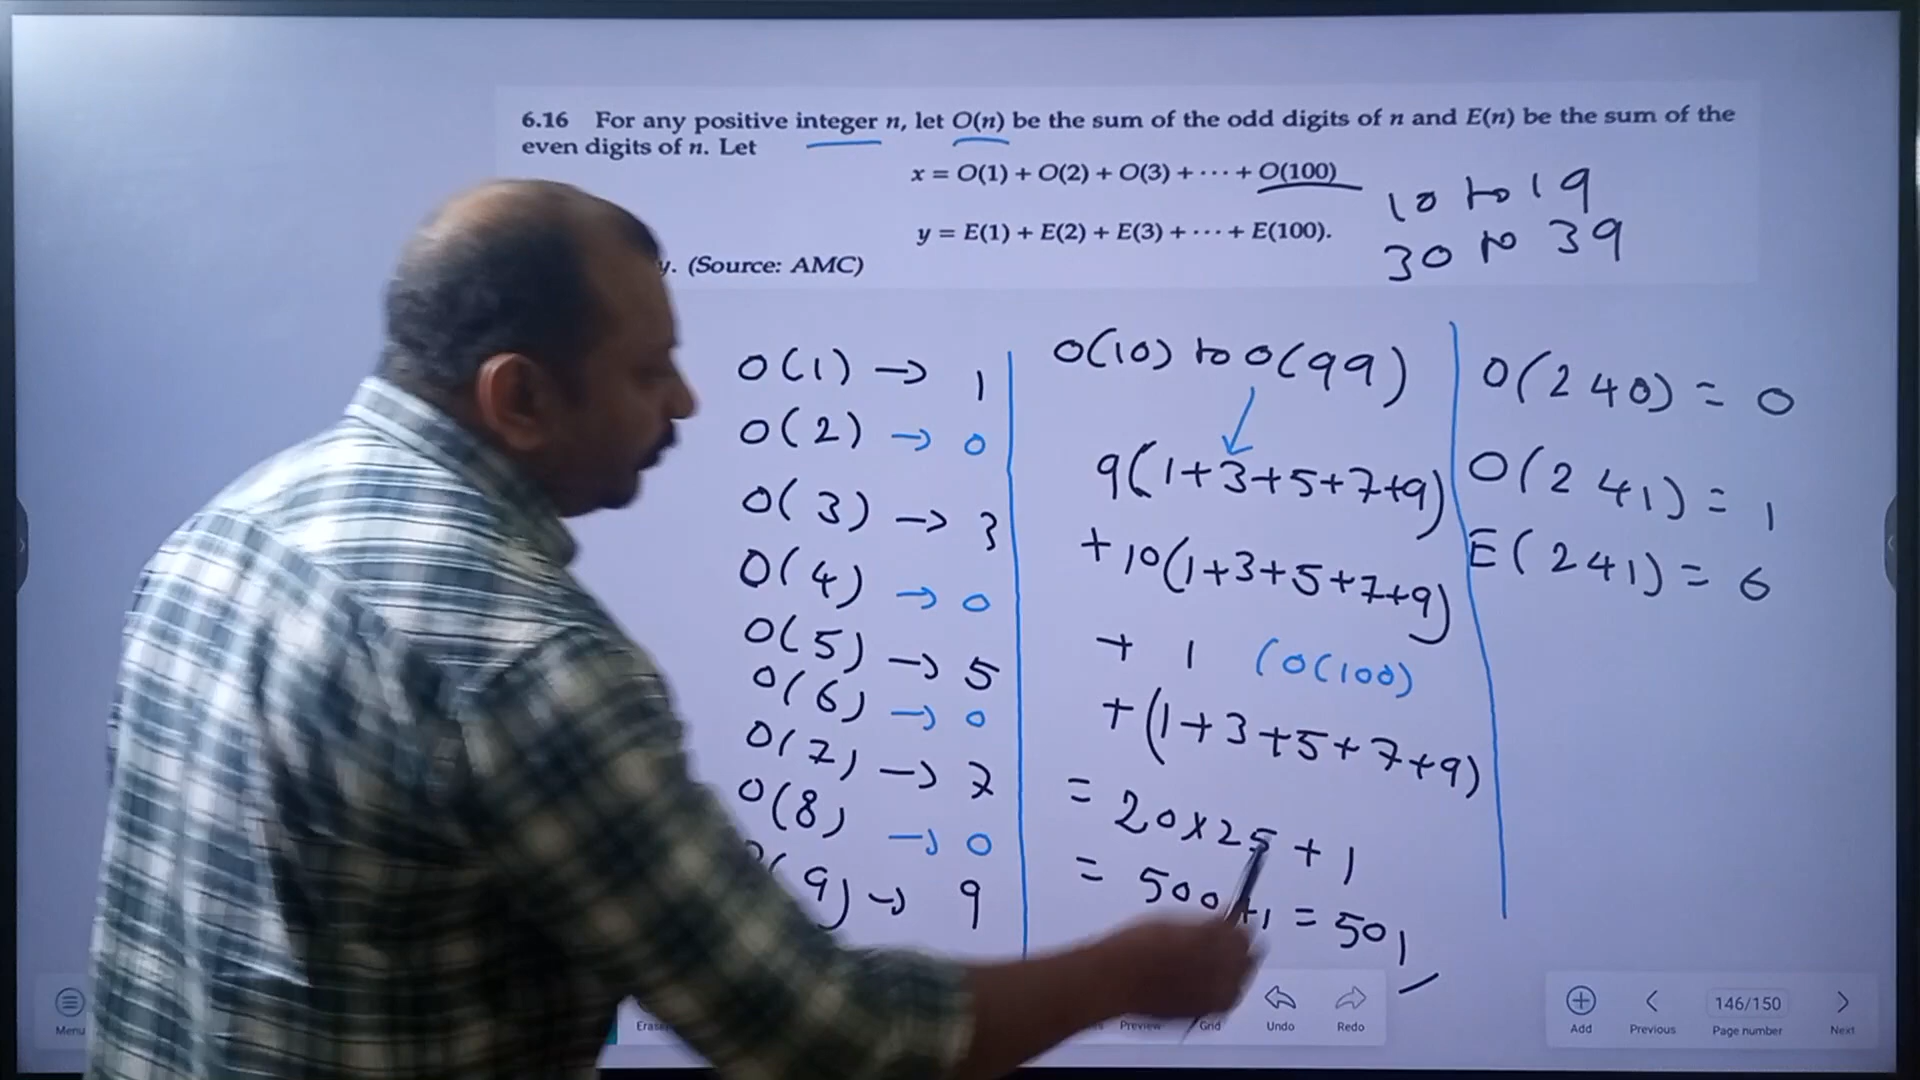 6.16 For any positive integer n, let O(n) be the sum of the odd digits of n and E(n) be the sum of the
even digits of n. Let
x = O(1) + O(2) + O(3) + ··· + O(100)
y = E(1) + E(2) + E(3) + ··· + E(100).
y. (Source: AMC)
10 to 19
30 to 39
O(1) → 1
O(2) → 0
O(3) → 3
O(4) → 0
O(5) → 5
O(6) → 0
O(7) → 7
O(8) → 0
9) → 9
O(10) to O(99)
9(1+3+5+7+9)
+10(1+3+5+7+9)
+ 1 (O(100)
+(1+3+5+7+9)
= 20×25 + 1
= 500+1 = 501
O(240) = 0
O(241) = 1
E(241) = 6
Menu
Preview
Grid
Undo
Redo
Add
Previous
146/150
Page number
Next